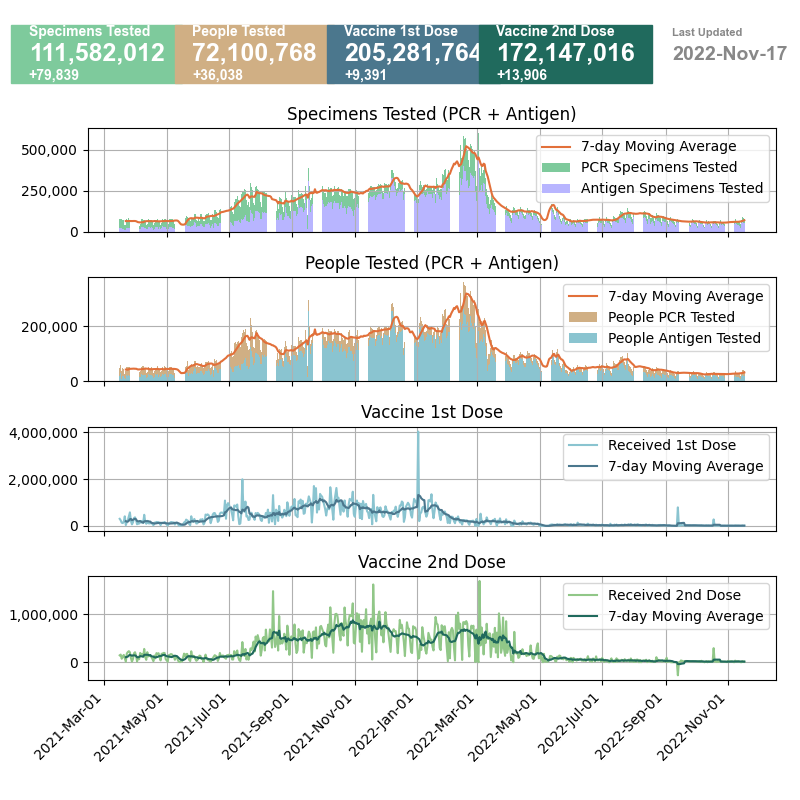 Specimens Tested
111,582,012
+79,839
People Tested
72,100,768
+36,038
Vaccine 1st Dose
205,281,764
+9,391
Vaccine 2nd Dose
172,147,016
+13,906
Last Updated
2022-Nov-17
Specimens Tested (PCR + Antigen)
500,000
250,000
0
7-day Moving Average
PCR Specimens Tested
Antigen Specimens Tested
People Tested (PCR + Antigen)
200,000
0
7-day Moving Average
People PCR Tested
People Antigen Tested
Vaccine 1st Dose
4,000,000
2,000,000
0
Received 1st Dose
7-day Moving Average
Vaccine 2nd Dose
1,000,000
0
Received 2nd Dose
7-day Moving Average
2021-Mar-01
2021-May-01
2021-Jul-01
2021-Sep-01
2021-Nov-01
2022-Jan-01
2022-Mar-01
2022-May-01
2022-Jul-01
2022-Sep-01
2022-Nov-01